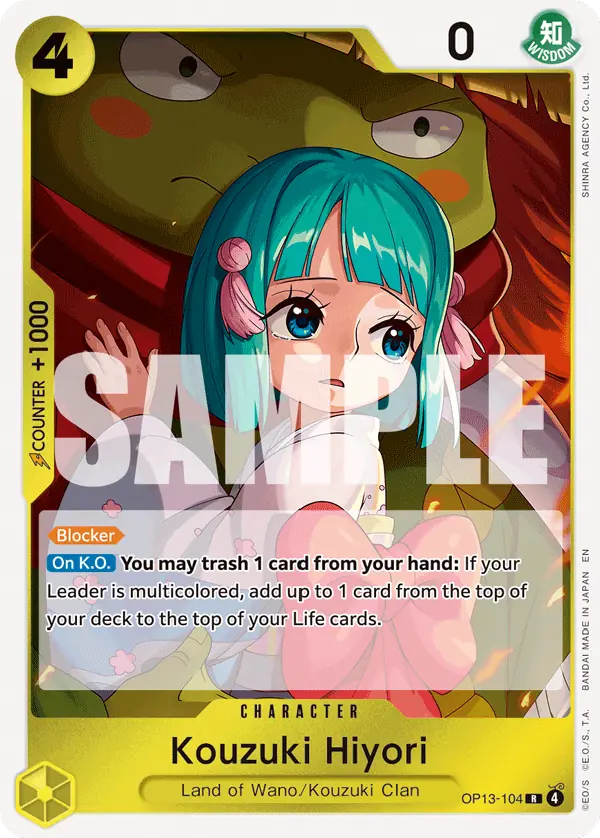 4
0
知
WISDOM
SHINRA AGENCY Co., Ltd.
COUNTER +1000
SAMPLE
Blocker
On K.O. You may trash 1 card from your hand: If your
Leader is multicolored, add up to 1 card from the top of
your deck to the top of your Life cards.
CHARACTER
Kouzuki Hiyori
Land of Wano/Kouzuki Clan
OP13-104 R 4
©E/O/S ©E.O./S., T.A. BANDAI MADE IN JAPAN EN